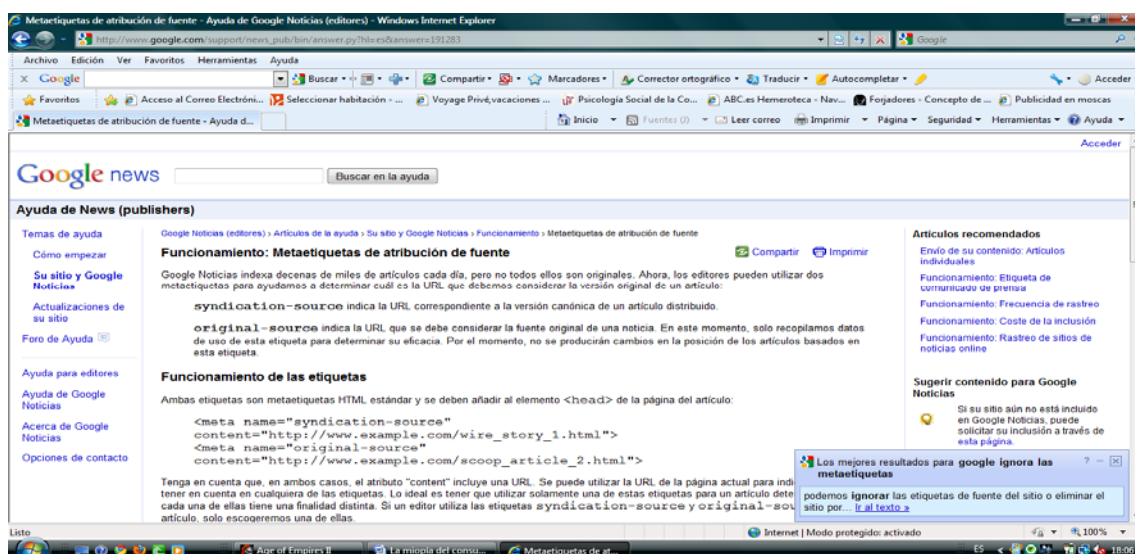 Metaetiquetas de atribución de fuente - Ayuda de Google Noticias (editores) - Windows Internet Explorer
http://www.google.com/support/news_pub/bin/answer.py?hl=es&answer=191283
Google
Archivo Edición Ver Favoritos Herramientas Ayuda
x Google Buscar Compartir Marcadores Corrector ortográfico Traducir Autocompletar Acceder
Favoritos Acceso al Correo Electróni... Seleccionar habitación - ... Voyage Privé,vacaciones ... Psicología Social de la Co... ABC.es Hemeroteca - Nav... Forjadores - Concepto de ... Publicidad en moscas
Metaetiquetas de atribución de fuente - Ayuda d... Inicio Fuentes (J) Leer correo Imprimir Página Seguridad Herramientas Ayuda
Acceder
Google news Buscar en la ayuda
Ayuda de News (publishers)
Temas de ayuda
Cómo empezar
Su sitio y Google
Noticias
Actualizaciones de
su sitio
Foro de Ayuda
Ayuda para editores
Ayuda de Google
Noticias
Acerca de Google
Noticias
Opciones de contacto
Google Noticias (editores) › Artículos de la ayuda › Su sitio y Google Noticias › Funcionamiento › Metaetiquetas de atribución de fuente
Funcionamiento: Metaetiquetas de atribución de fuente Compartir Imprimir
Google Noticias indexa decenas de miles de artículos cada día, pero no todos ellos son originales. Ahora, los editores pueden utilizar dos
metaetiquetas para ayudarnos a determinar cuál es la URL que debemos considerar la versión original de un artículo:
syndication-source indica la URL correspondiente a la versión canónica de un artículo distribuido.
original-source indica la URL que se debe considerar la fuente original de una noticia. En este momento, solo recopilamos datos
de uso de esta etiqueta para determinar su eficacia. Por el momento, no se producirán cambios en la posición de los artículos basados en
esta etiqueta.
Funcionamiento de las etiquetas
Ambas etiquetas son metaetiquetas HTML estándar y se deben añadir al elemento <head> de la página del artículo:
<meta name="syndication-source"
content="http://www.example.com/wire_story_1.html">
<meta name="original-source"
content="http://www.example.com/scoop_article_2.html">
Tenga en cuenta que, en ambos casos, el atributo "content" incluye una URL. Se puede utilizar la URL de la página actual para indi
tener en cuenta en cualquiera de las etiquetas. Lo ideal es tener que utilizar solamente una de estas etiquetas para un artículo dete
cada una de ellas tiene una finalidad distinta. Si un editor utiliza las etiquetas syndication-source y original-sou
artículo, solo escogeremos una de ellas.
Artículos recomendados
Envío de su contenido: Artículos
individuales
Funcionamiento: Etiqueta de
comunicado de prensa
Funcionamiento: Frecuencia de rastreo
Funcionamiento: Coste de la inclusión
Funcionamiento: Rastreo de sitios de
noticias online
Sugerir contenido para Google
Noticias
Si su sitio aún no está incluido
en Google Noticias, puede
solicitar su inclusión a través de
esta página.
Los mejores resultados para google ignora las
metaetiquetas
podemos ignorar las etiquetas de fuente del sitio o eliminar el
sitio por... Ir al texto »
Listo Internet | Modo protegido: activado 100%
Age of Empires II La miopía del consu... Metaetiquetas de at... ES 18:06